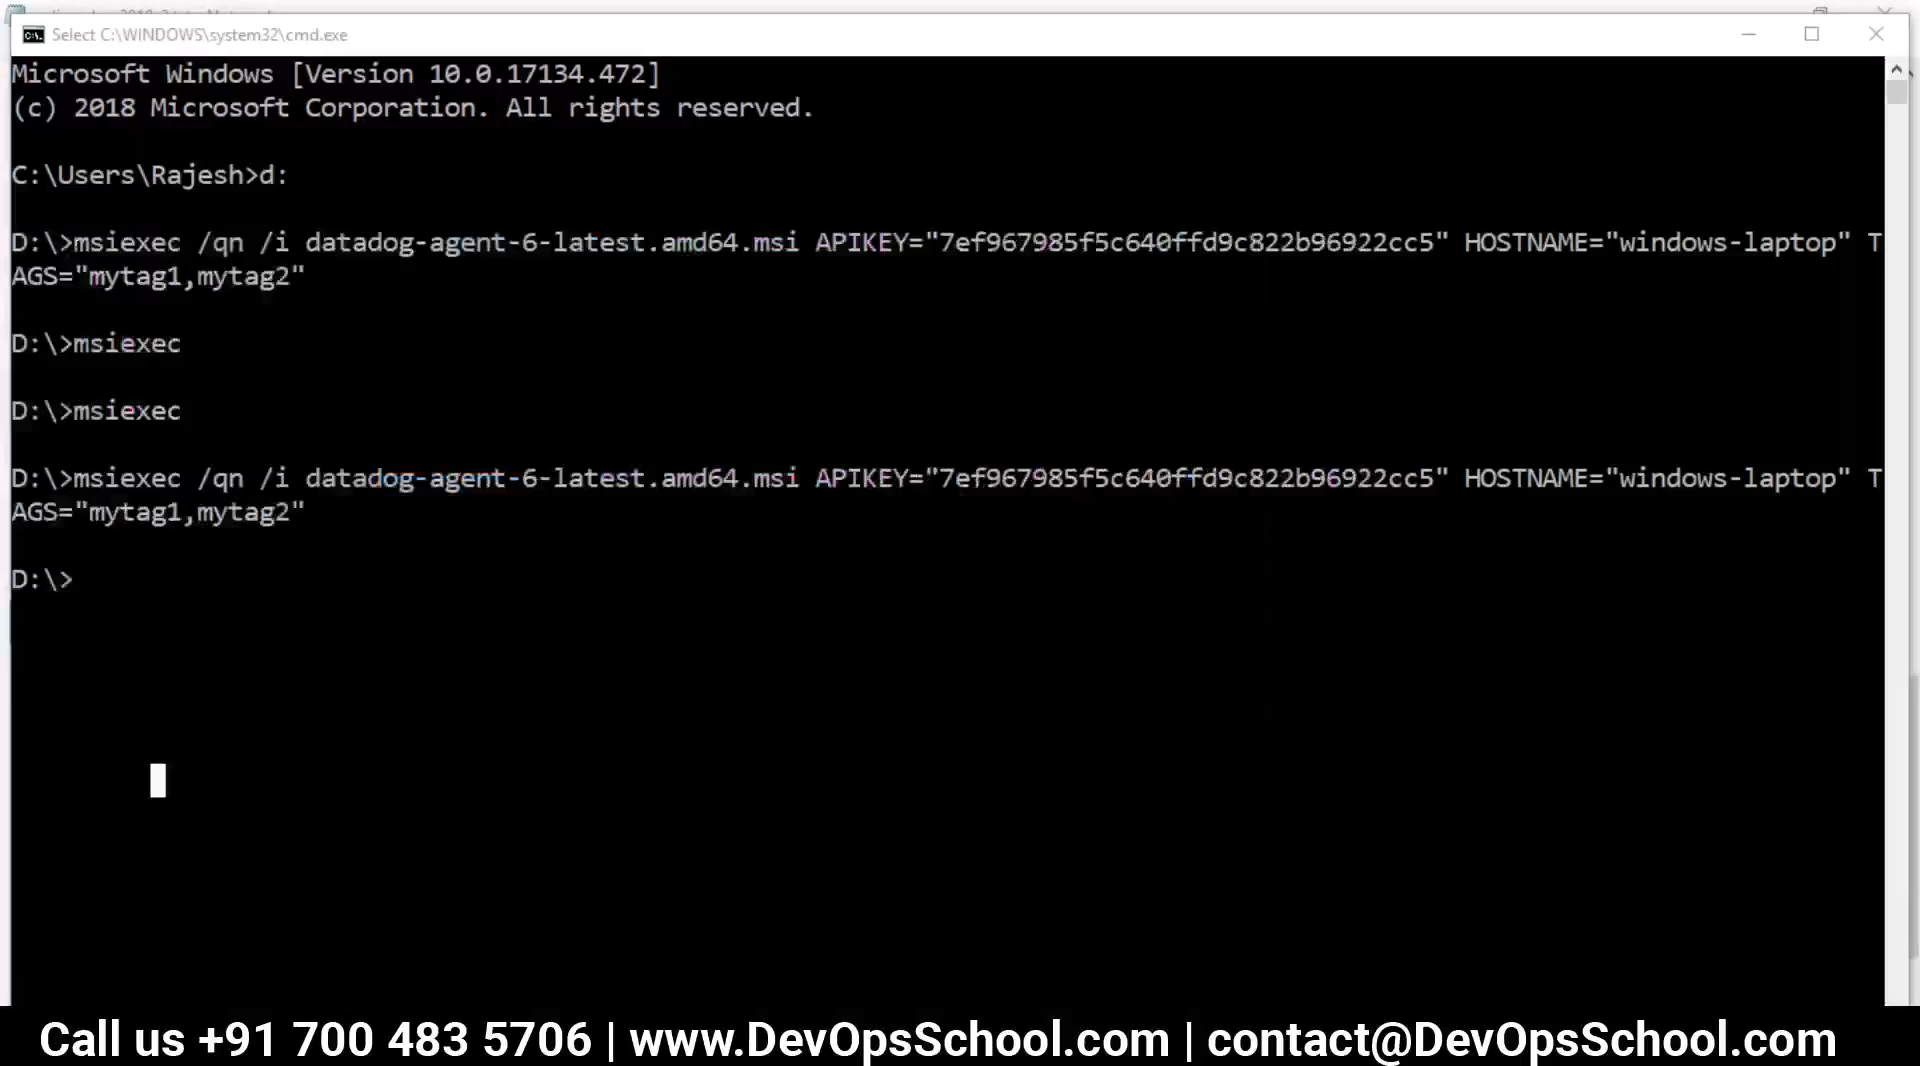 Select C:\WINDOWS\system32\cmd.exe
Microsoft Windows [Version 10.0.17134.472]
(c) 2018 Microsoft Corporation. All rights reserved.
C:\Users\Rajesh>d:
D:\>msiexec /qn /i datadog-agent-6-latest.amd64.msi APIKEY="7ef967985f5c640ffd9c822b96922cc5" HOSTNAME="windows-laptop" T
AGS="mytag1,mytag2"
D:\>msiexec
D:\>msiexec
D:\>msiexec /qn /i datadog-agent-6-latest.amd64.msi APIKEY="7ef967985f5c640ffd9c822b96922cc5" HOSTNAME="windows-laptop" T
AGS="mytag1,mytag2"
D:\>
Call us +91 700 483 5706 | www.DevOpsSchool.com | contact@DevOpsSchool.com